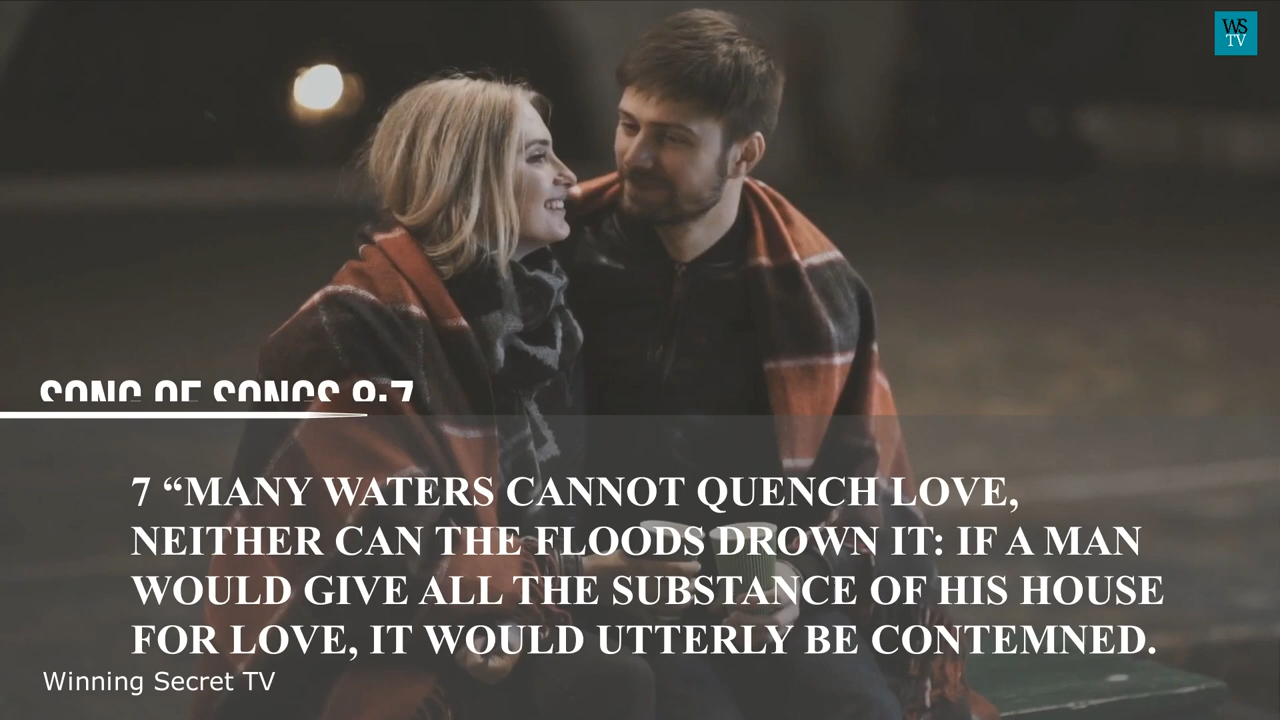 WS
TV
SONG OF SONGS 8:7
7 “MANY WATERS CANNOT QUENCH LOVE,
NEITHER CAN THE FLOODS DROWN IT: IF A MAN
WOULD GIVE ALL THE SUBSTANCE OF HIS HOUSE
FOR LOVE, IT WOULD UTTERLY BE CONTEMNED.
Winning Secret TV